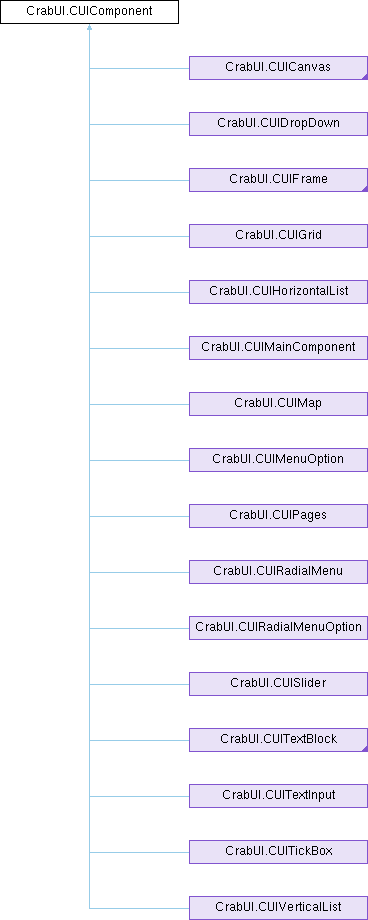 CrabUI.CUIComponent
CrabUI.CUICanvas
CrabUI.CUIDropDown
CrabUI.CUIFrame
CrabUI.CUIGrid
CrabUI.CUIHorizontalList
CrabUI.CUIMainComponent
CrabUI.CUIMap
CrabUI.CUIMenuOption
CrabUI.CUIPages
CrabUI.CUIRadialMenu
CrabUI.CUIRadialMenuOption
CrabUI.CUISlider
CrabUI.CUITextBlock
CrabUI.CUITextInput
CrabUI.CUITickBox
CrabUI.CUIVerticalList